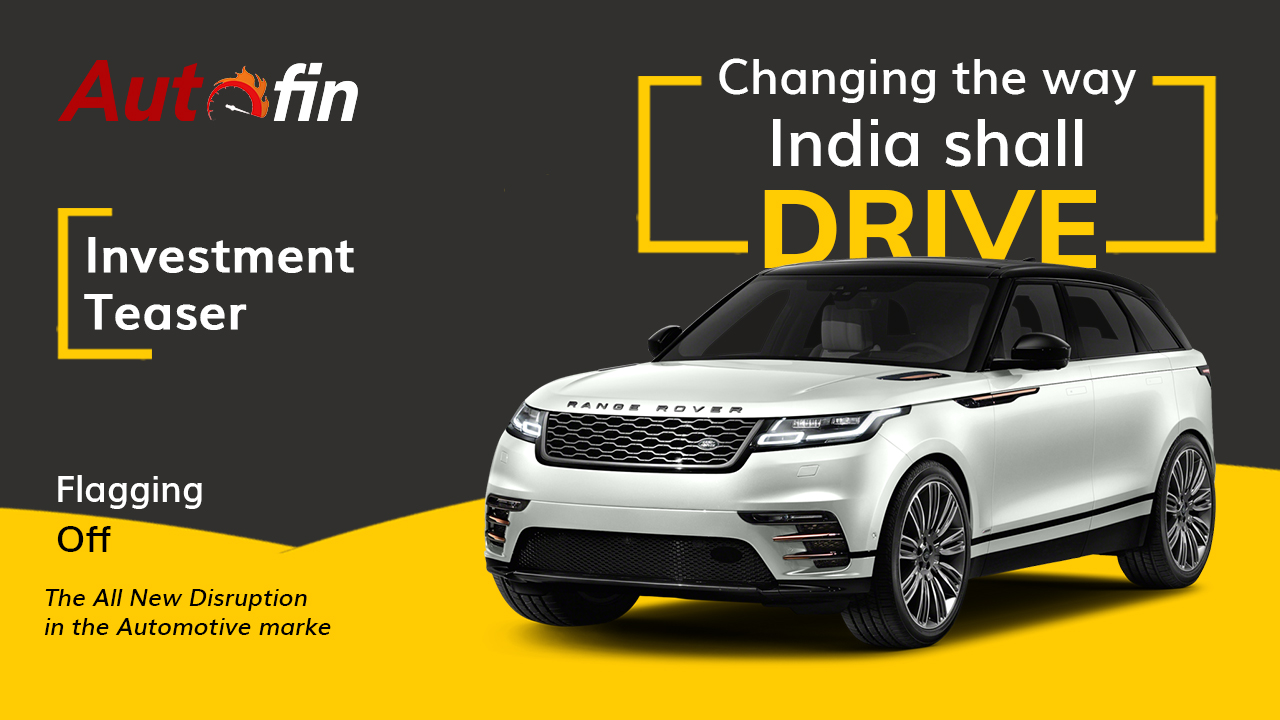 Autofin
Changing the way
India shall
DRIVE
Investment
Teaser
RANGE ROVER
Flagging
Off
The All New Disruption
in the Automotive marke